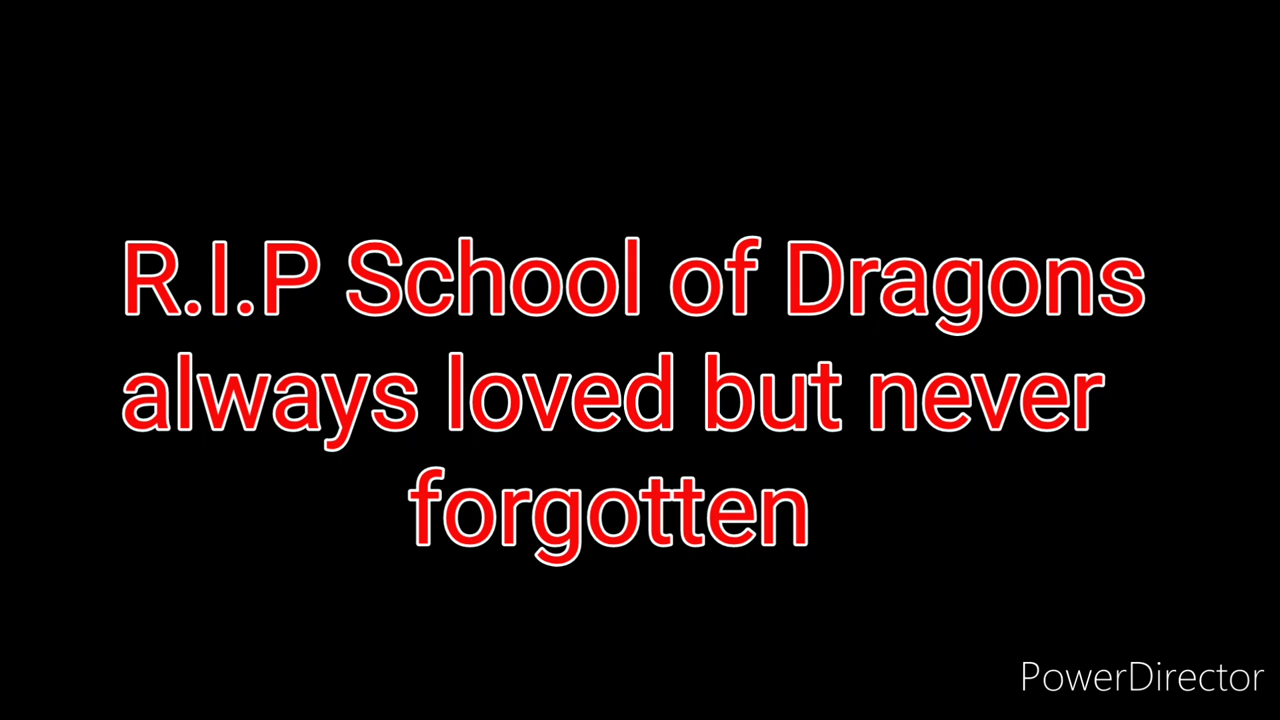 R.I.P School of Dragons
always loved but never
forgotten
PowerDirector